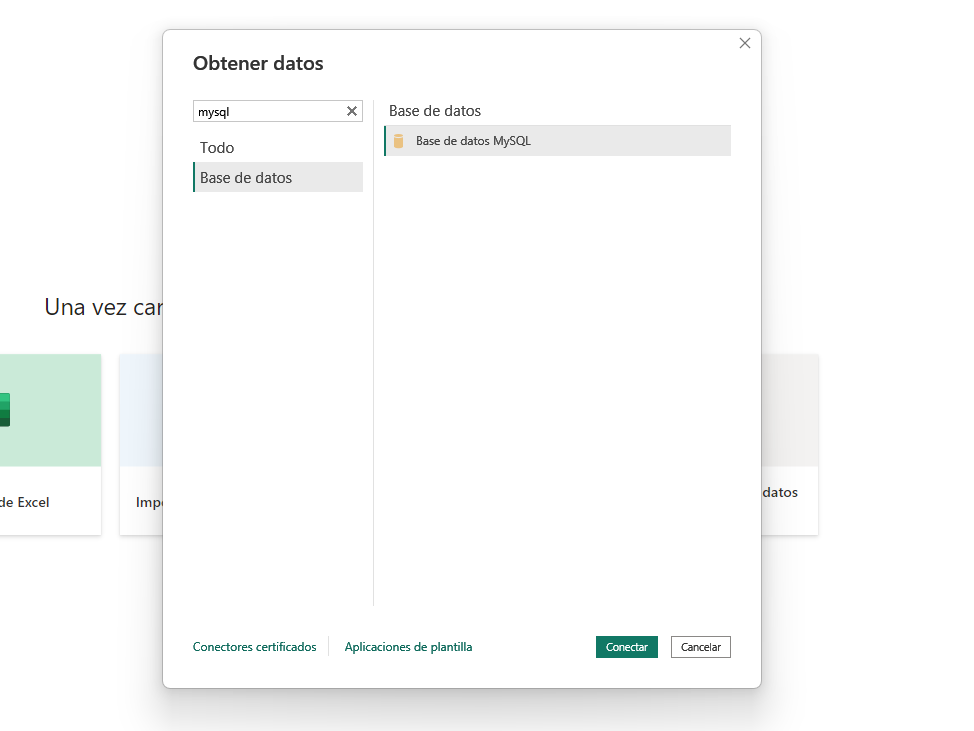 Obtener datos
mysql
Todo
Base de datos
Base de datos
Base de datos MySQL
Una vez car
de Excel
Impo
datos
Conectores certificados
Aplicaciones de plantilla
Conectar
Cancelar